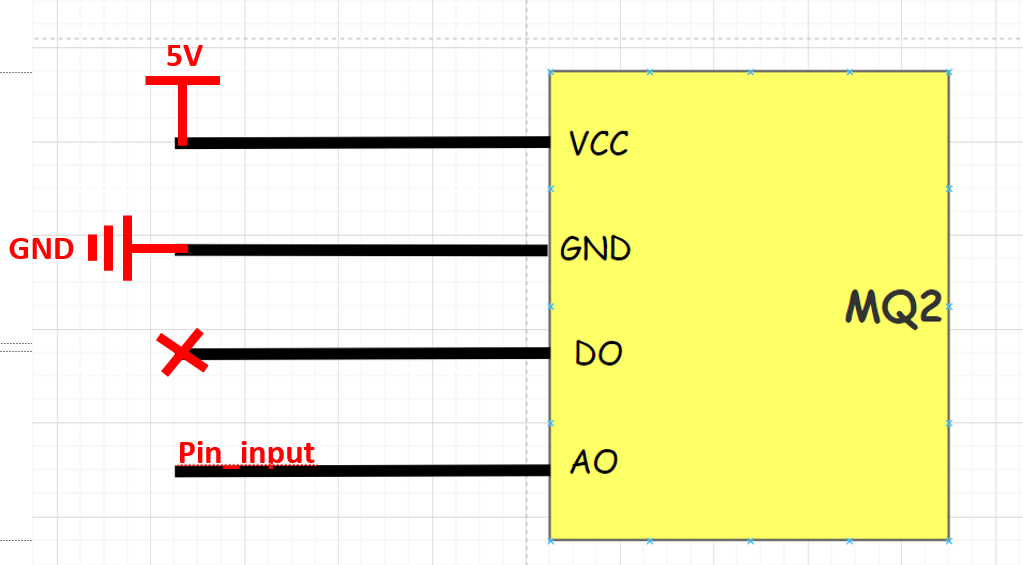 5V
VCC
GND
GND
MQ2
DO
Pin_input
AO